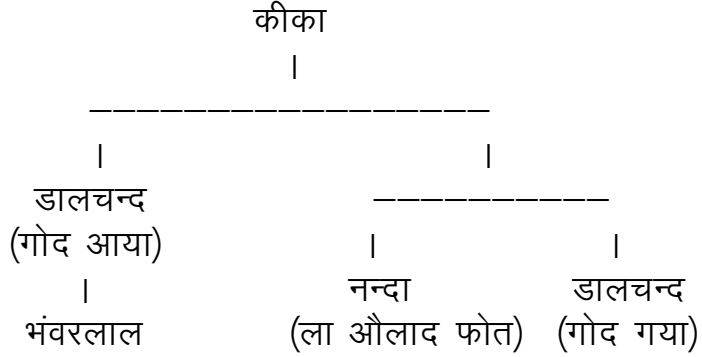 कीका
डालचन्द
(गोद आया)
नन्दा डालचन्द
भंवरलाल (ला औलाद फोत) (गोद गया)